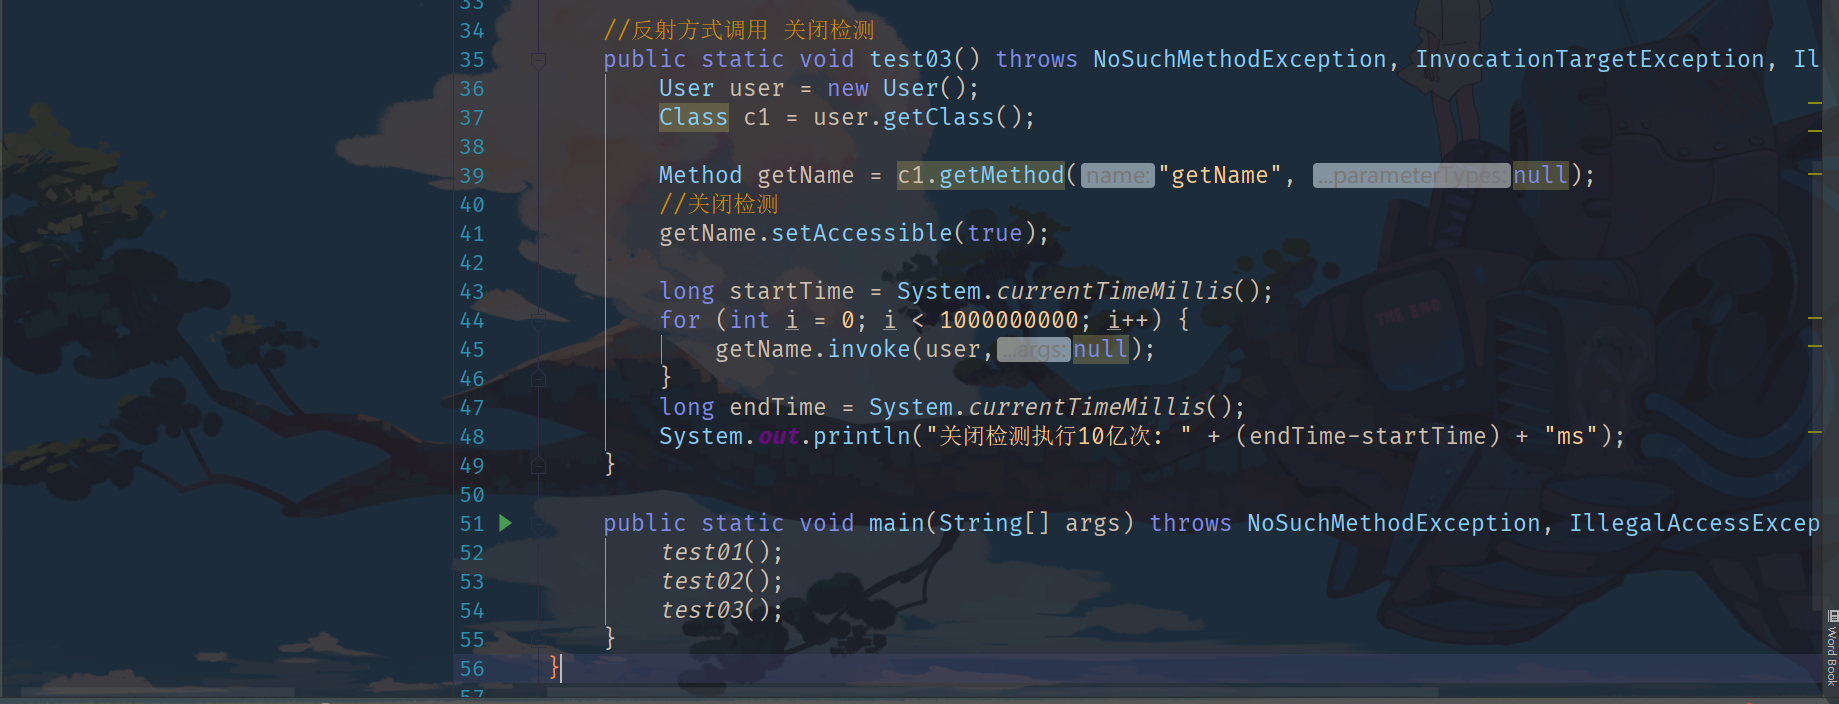 33
34 //反射方式调用 关闭检测
35 public static void test03() throws NoSuchMethodException, InvocationTargetException, Il
36 User user = new User();
37 Class c1 = user.getClass();
38
39 Method getName = c1.getMethod( name: "getName", ...parameterTypes: null);
40 //关闭检测
41 getName.setAccessible(true);
42
43 long startTime = System.currentTimeMillis();
44 for (int i = 0; i < 1000000000; i++) {
45 getName.invoke(user, ...args: null);
46 }
47 long endTime = System.currentTimeMillis();
48 System.out.println("关闭检测执行10亿次: " + (endTime-startTime) + "ms");
49 }
50
51 public static void main(String[] args) throws NoSuchMethodException, IllegalAccessExcep
52 test01();
53 test02();
54 test03();
55 }
56 }
57
THE END
Word Book